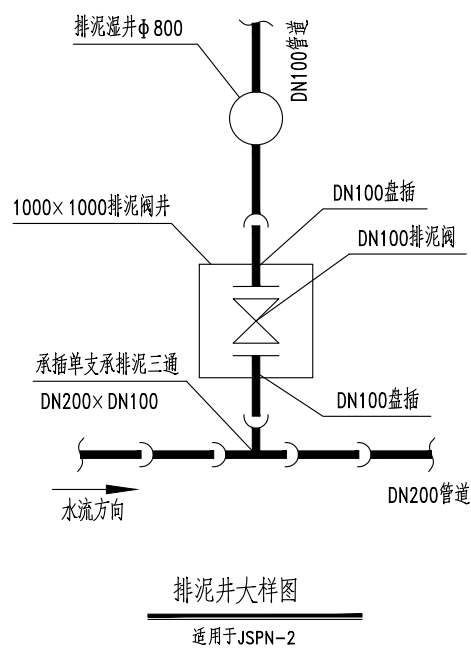 排泥湿井ф800
DN100管道
1000×1000排泥阀井
DN100盘插
DN100排泥阀
承插单支承排泥三通
DN200×DN100
DN100盘插
水流方向
DN200管道
排泥井大样图
适用于JSPN-2